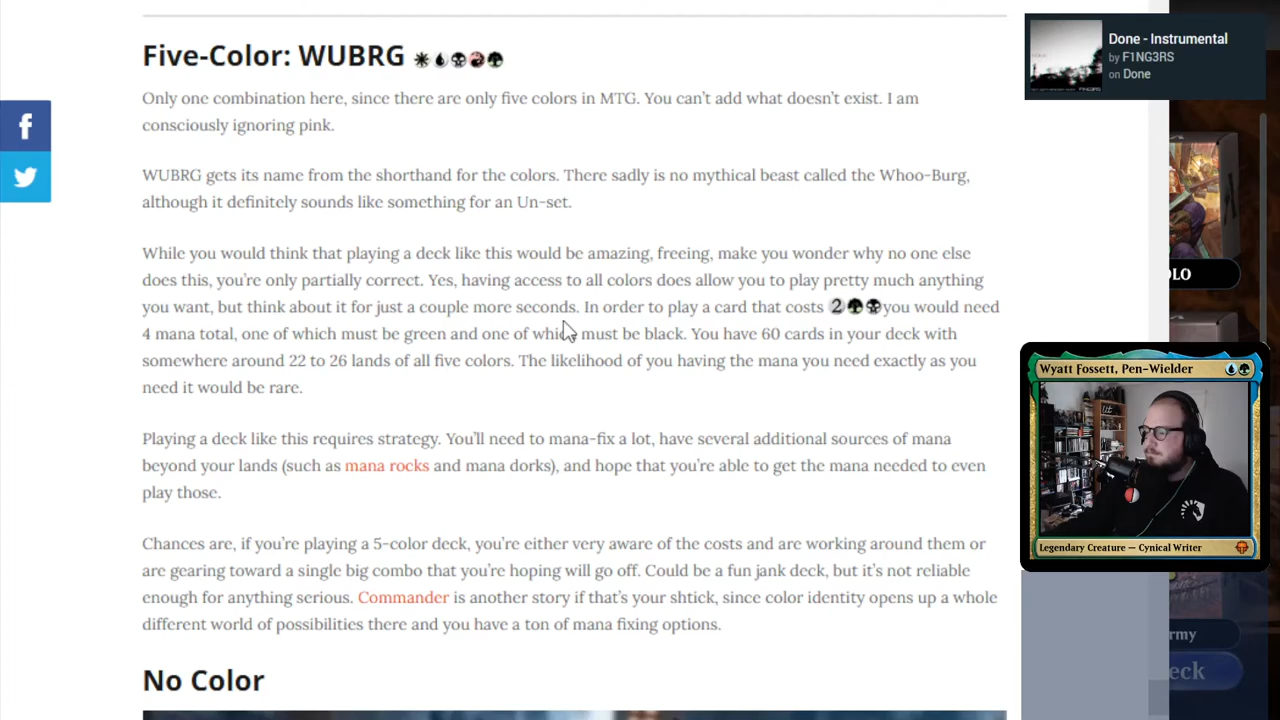 Five-Color: WUBRG
Only one combination here, since there are only five colors in MTG. You can't add what doesn't exist. I am
consciously ignoring pink.
WUBRG gets its name from the shorthand for the colors. There sadly is no mythical beast called the Whoo-Burg,
although it definitely sounds like something for an Un-set.
While you would think that playing a deck like this would be amazing, freeing, make you wonder why no one else
does this, you're only partially correct. Yes, having access to all colors does allow you to play pretty much anything
you want, but think about it for just a couple more seconds. In order to play a card that costs 2 you would need
4 mana total, one of which must be green and one of which must be black. You have 60 cards in your deck with
somewhere around 22 to 26 lands of all five colors. The likelihood of you having the mana you need exactly as you
need it would be rare.
Playing a deck like this requires strategy. You'll need to mana-fix a lot, have several additional sources of mana
beyond your lands (such as mana rocks and mana dorks), and hope that you're able to get the mana needed to even
play those.
Chances are, if you're playing a 5-color deck, you're either very aware of the costs and are working around them or
are gearing toward a single big combo that you're hoping will go off. Could be a fun jank deck, but it's not reliable
enough for anything serious. Commander is another story if that's your shtick, since color identity opens up a whole
different world of possibilities there and you have a ton of mana fixing options.
No Color
Done - Instrumental
by F1NG3RS
on Done
OLO
Wyatt Fossett, Pen-Wielder
Legendary Creature — Cynical Writer
rmy
eck